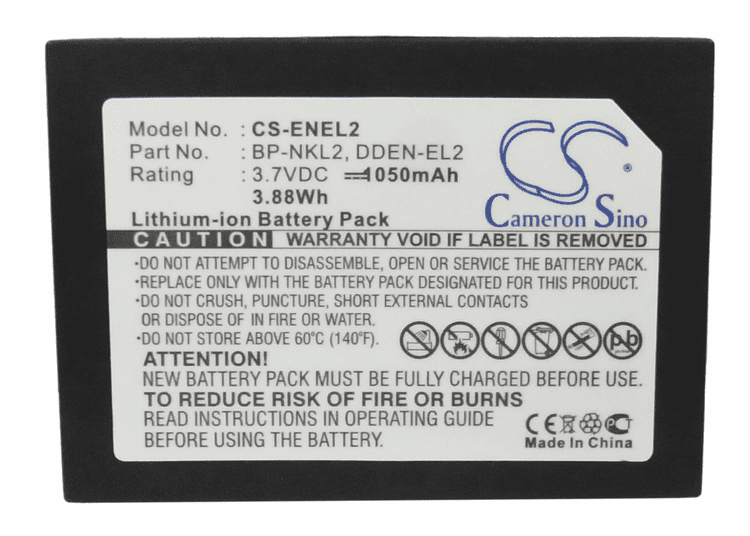 Model No. : CS-ENEL2
Part No. : BP-NKL2, DDEN-EL2
Rating : 3.7VDC ⎓1050mAh
3.88Wh
Lithium-ion Battery Pack
CS
Cameron Sino
CAUTION WARRANTY VOID IF LABEL IS REMOVED
•DO NOT ATTEMPT TO DISASSEMBLE, OPEN OR SERVICE THE BATTERY PACK.
•REPLACE ONLY WITH THE BATTERY PACK DESIGNATED FOR THIS PRODUCT
•DO NOT CRUSH, PUNCTURE, SHORT EXTERNAL CONTACTS
OR DISPOSE OF IN FIRE OR WATER.
•DO NOT STORE ABOVE 60°C (140°F).
Pb
ATTENTION!
NEW BATTERY PACK MUST BE FULLY CHARGED BEFORE USE
TO REDUCE RISK OF FIRE OR BURNS
READ INSTRUCTIONS IN OPERATING GUIDE
BEFORE USING THE BATTERY.
CE PCT
Made In China